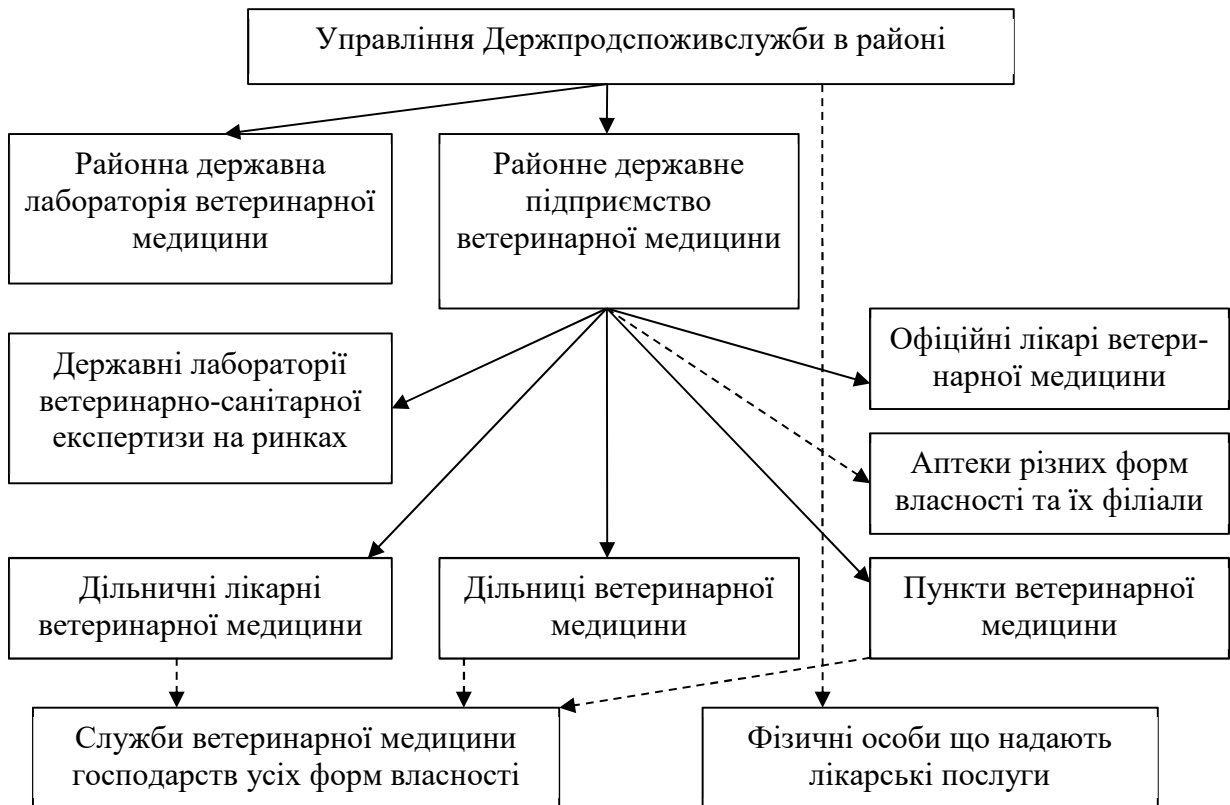 Управління Держпродспоживслужби в районі
Районна державна
лабораторія ветеринарної
медицини
Районне державне
підприємство
ветеринарної медицини
Державні лабораторії
ветеринарно-санітарної
експертизи на ринках
Офіційні лікарі ветери-
нарної медицини
Аптеки різних форм
власності та їх філіали
Дільничні лікарні
ветеринарної медицини
Дільниці ветеринарної
медицини
Пункти ветеринарної
медицини
Служби ветеринарної медицини
господарств усіх форм власності
Фізичні особи що надають
лікарські послуги